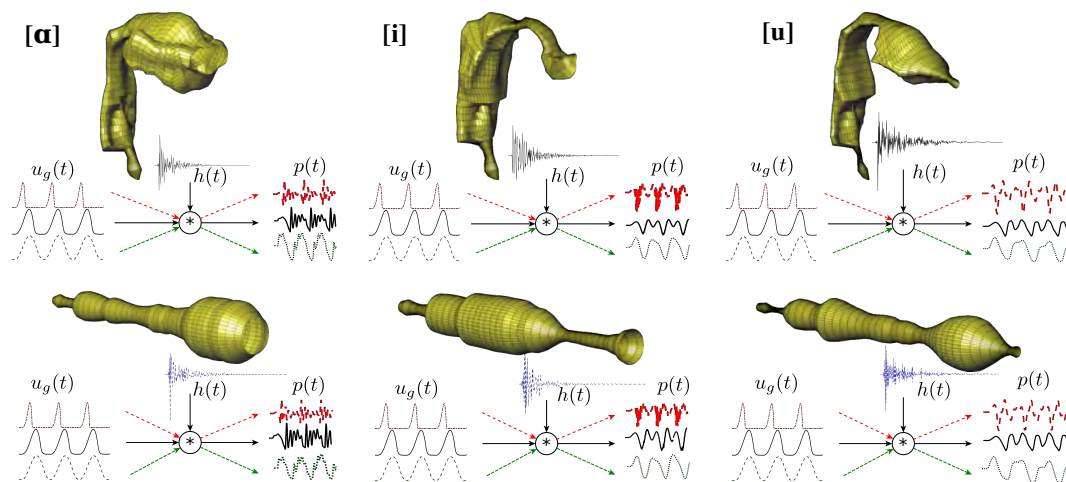 [ɑ]
[i]
[u]
u_g(t)
h(t)
p(t)
*
u_g(t)
h(t)
p(t)
*
u_g(t)
h(t)
p(t)
*
u_g(t)
h(t)
p(t)
*
u_g(t)
h(t)
p(t)
*
u_g(t)
h(t)
p(t)
*